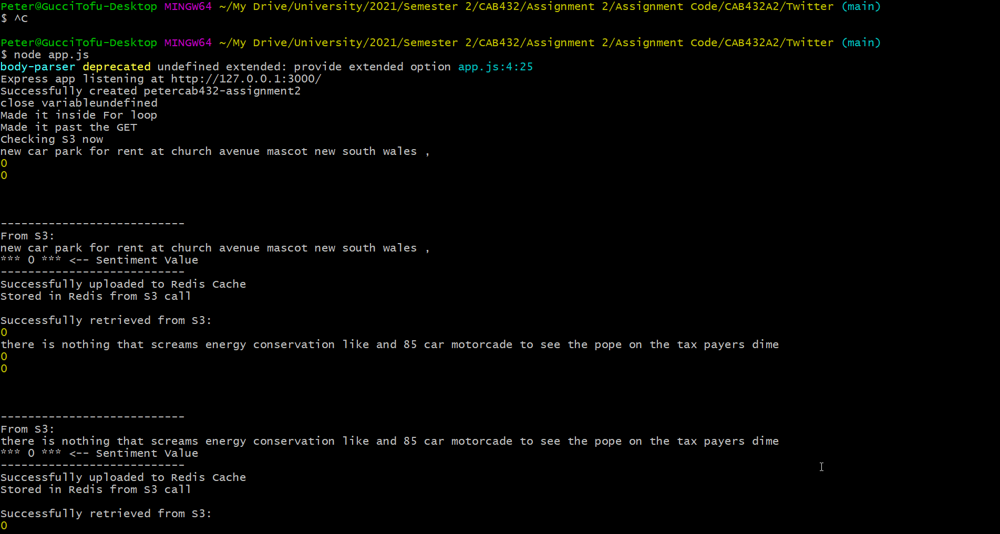 Peter@GucciTofu-Desktop MINGW64 ~/My Drive/University/2021/Semester 2/CAB432/Assignment 2/Assignment Code/CAB432A2/Twitter (main)
$ ^C
Peter@GucciTofu-Desktop MINGW64 ~/My Drive/University/2021/Semester 2/CAB432/Assignment 2/Assignment Code/CAB432A2/Twitter (main)
$ node app.js
body-parser deprecated undefined extended: provide extended option app.js:4:25
Express app listening at http://127.0.0.1:3000/
Successfully created petercab432-assignment2
close variableundefined
Made it inside For loop
Made it past the GET
Checking S3 now
new car park for rent at church avenue mascot new south wales ,
0
0
---------------------------
From S3:
new car park for rent at church avenue mascot new south wales ,
*** 0 *** <-- Sentiment Value
---------------------------
Successfully uploaded to Redis Cache
Stored in Redis from S3 call
Successfully retrieved from S3:
0
there is nothing that screams energy conservation like and 85 car motorcade to see the pope on the tax payers dime
0
0
---------------------------
From S3:
there is nothing that screams energy conservation like and 85 car motorcade to see the pope on the tax payers dime
*** 0 *** <-- Sentiment Value
---------------------------
Successfully uploaded to Redis Cache
Stored in Redis from S3 call
Successfully retrieved from S3:
0